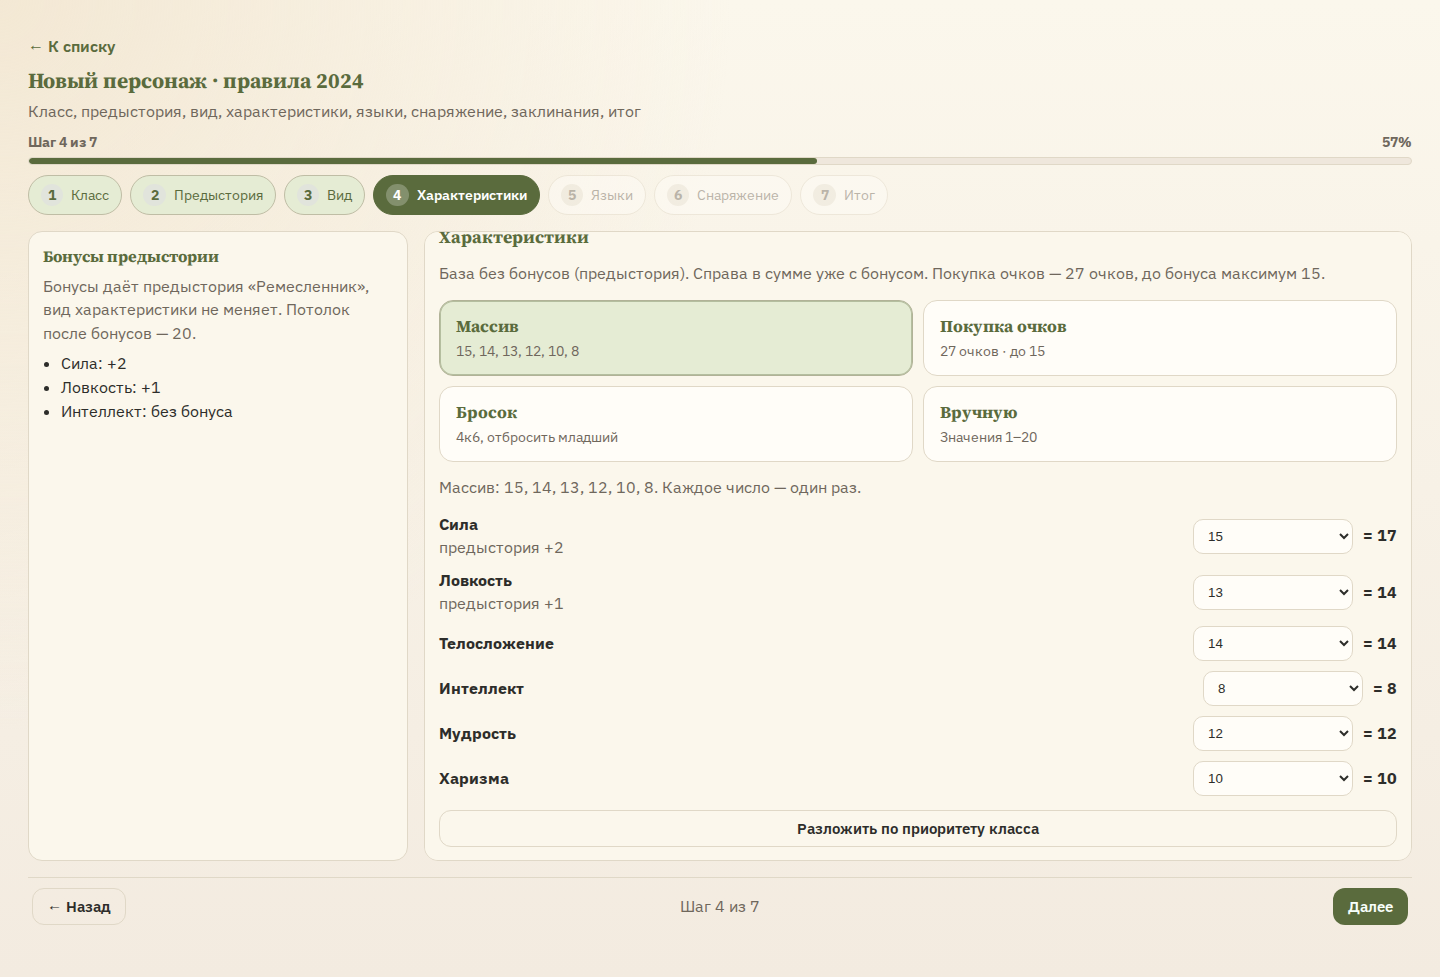 ← К списку
Новый персонаж · правила 2024
Класс, предыстория, вид, характеристики, языки, снаряжение, заклинания, итог
Шаг 4 из 7
57%
1 Класс
2 Предыстория
3 Вид
4 Характеристики
5 Языки
6 Снаряжение
7 Итог
Бонусы предыстории
Бонусы даёт предыстория «Ремесленник»,
вид характеристики не меняет. Потолок
после бонусов — 20.
• Сила: +2
• Ловкость: +1
• Интеллект: без бонуса
Характеристики
База без бонусов (предыстория). Справа в сумме уже с бонусом. Покупка очков — 27 очков, до бонуса максимум 15.
Массив
15, 14, 13, 12, 10, 8
Покупка очков
27 очков · до 15
Бросок
4к6, отбросить младший
Вручную
Значения 1–20
Массив: 15, 14, 13, 12, 10, 8. Каждое число — один раз.
Сила
предыстория +2
15 = 17
Ловкость
предыстория +1
13 = 14
Телосложение 14 = 14
Интеллект 8 = 8
Мудрость 12 = 12
Харизма 10 = 10
Разложить по приоритету класса
← Назад
Шаг 4 из 7
Далее